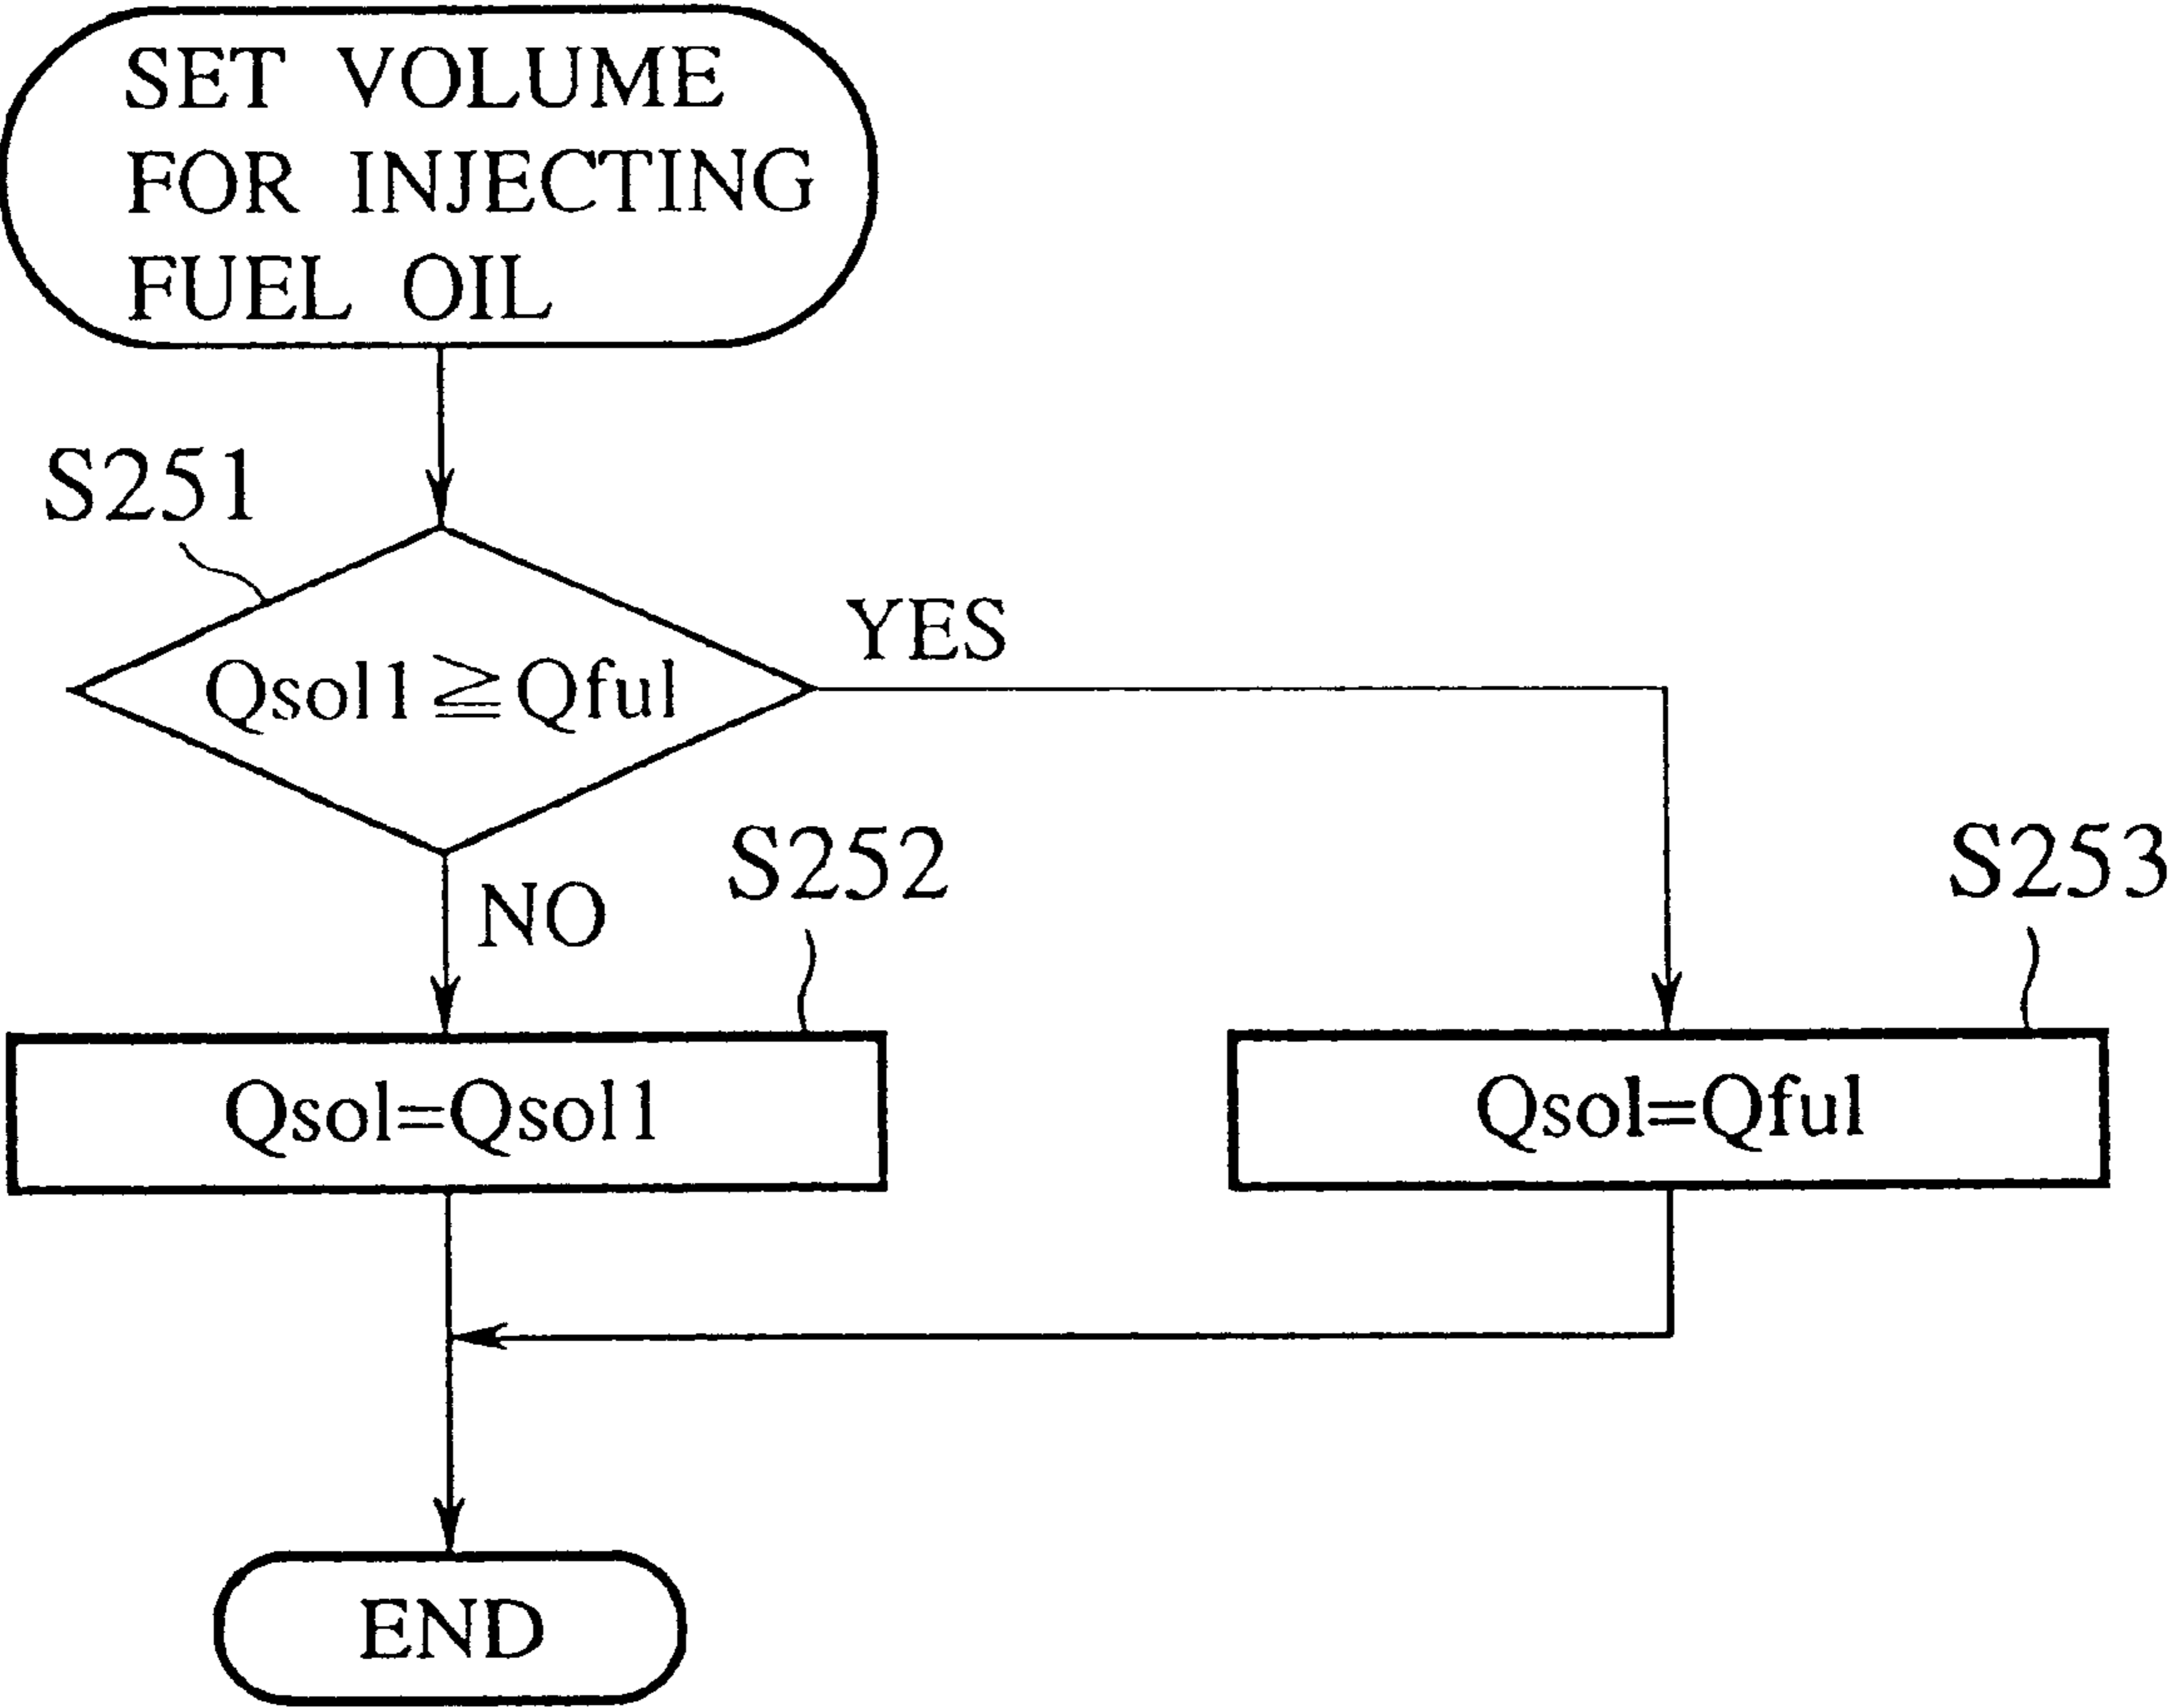 SET VOLUME
FOR INJECTING
FUEL OIL
S251
Qsol1≧Qful
YES
NO
S252
S253
Qsol=Qsol1
Qsol=Qful
END